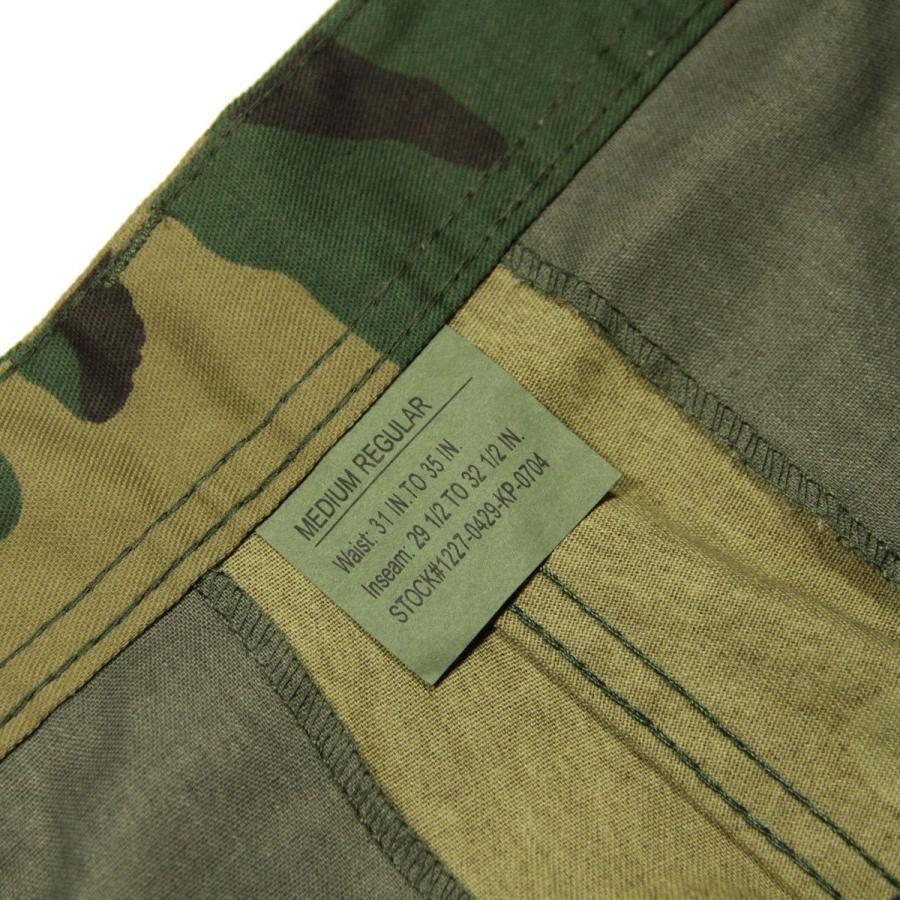 MEDIUM REGULAR
Waist: 31 IN.TO 35 IN
Inseam: 29 1/2 TO 32 1/2 IN.
STOCK#1227-0429-KP-0704